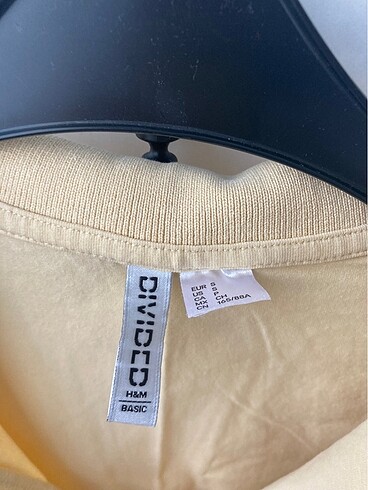 DIVIDED
H&M
BASIC
EUR S
US S
CA P
MX CH
CN 165/88A